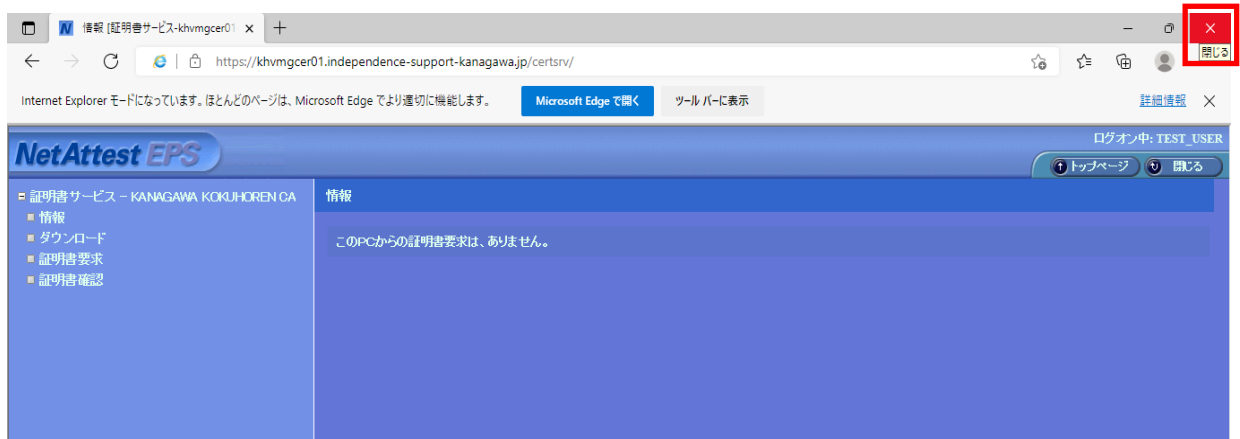 情報 [証明書サービス-khvmgcer01
閉じる
https://khvmgcer01.independence-support-kanagawa.jp/certsrv/
Internet Explorer モードになっています。ほとんどのページは、Microsoft Edge でより適切に機能します。
Microsoft Edge で開く
ツール バーに表示
詳細情報
NetAttest EPS
ログオン中: TEST_USER
トップページ
閉じる
証明書サービス – KANAGAWA KOKUHOREN CA
情報
情報
ダウンロード
このPCからの証明書要求は、ありません。
証明書要求
証明書確認